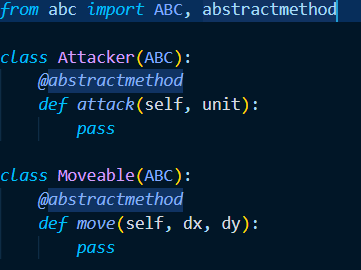 from abc import ABC, abstractmethod
class Attacker(ABC):
    @abstractmethod
    def attack(self, unit):
        pass
class Moveable(ABC):
    @abstractmethod
    def move(self, dx, dy):
        pass